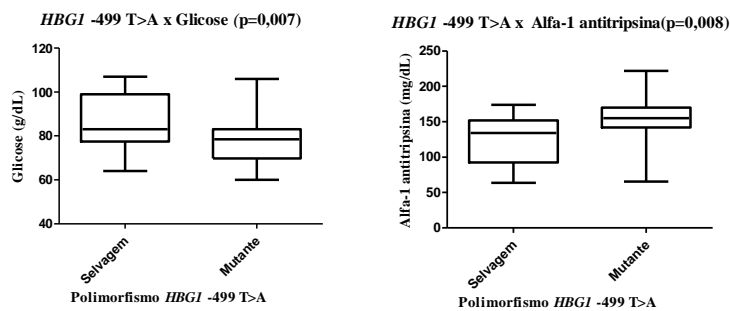 HBG1 -499 T>A x Glicose (p=0,007)
120
100
80
60
40
Glicose (g/dL)
Selvagem
Mutante
Polimorfismo HBG1 -499 T>A
HBG1 -499 T>A x Alfa-1 antitripsina(p=0,008)
250
200
150
100
50
0
Alfa-1 antitripsina (mg/dL)
Selvagem
Mutante
Polimorfismo HBG1 -499 T>A